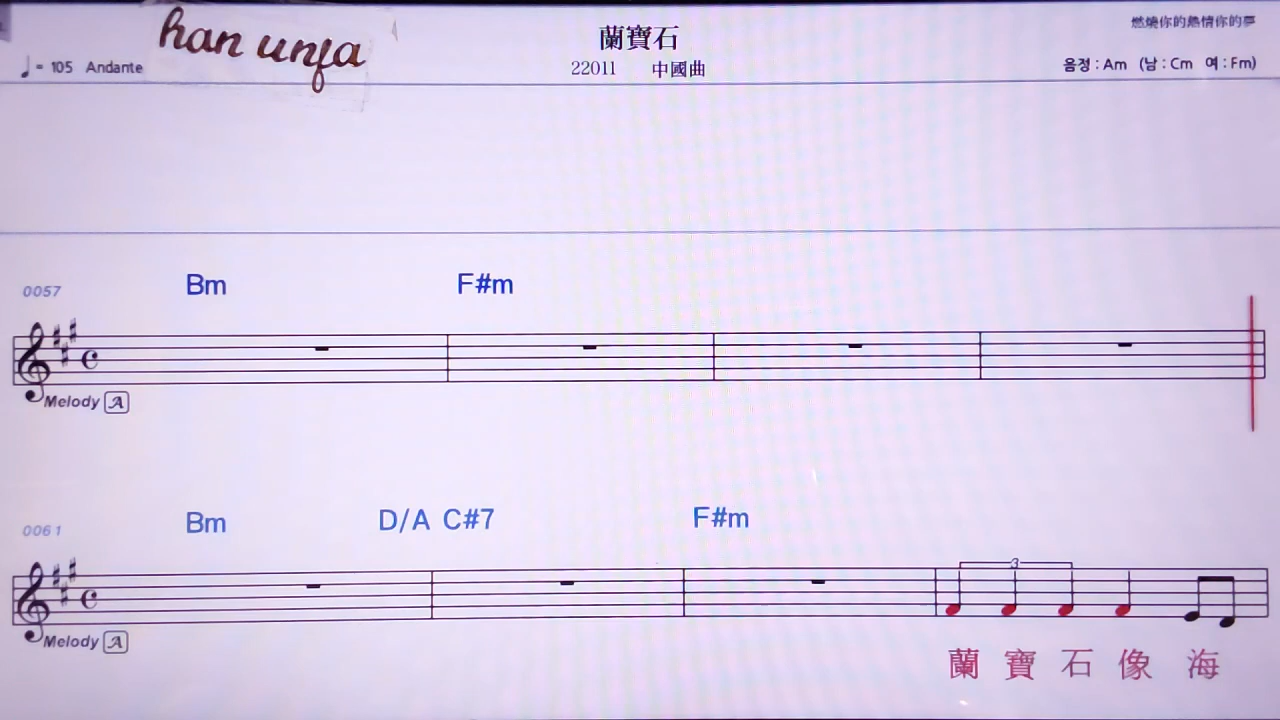 han unfa
蘭寶石
燃燒你的熱情你的夢
♩ = 105 Andante
22011 中國曲
음정 : Am (남 : Cm 여 : Fm)
0057 Bm F#m
Melody A
0061 Bm D/A C#7 F#m
3
Melody A
蘭 寶 石 像 海